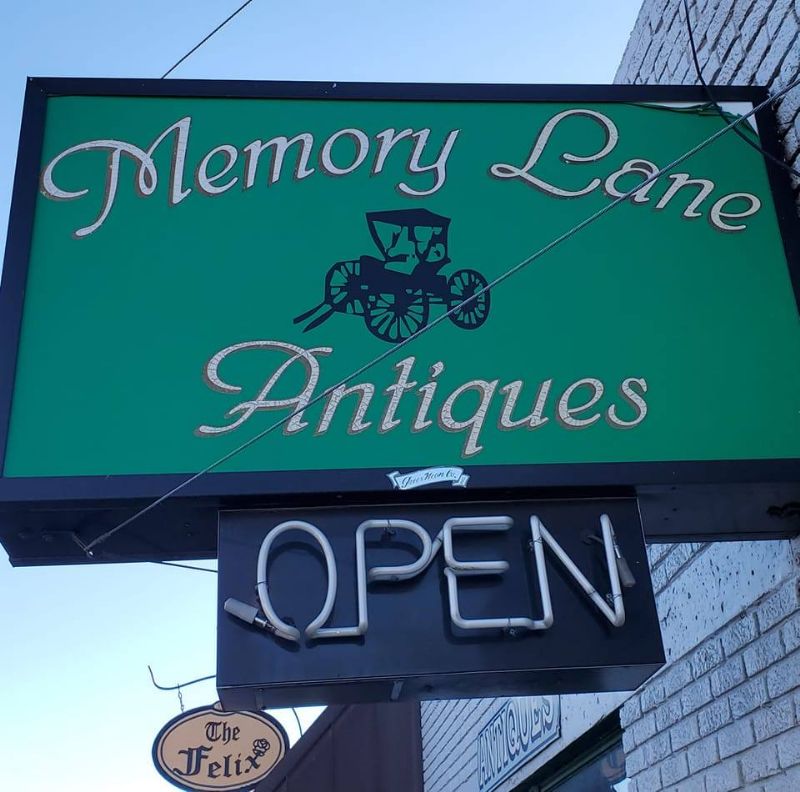 Memory Lane
Antiques
OPEN
The
Felix
ANTIQUES